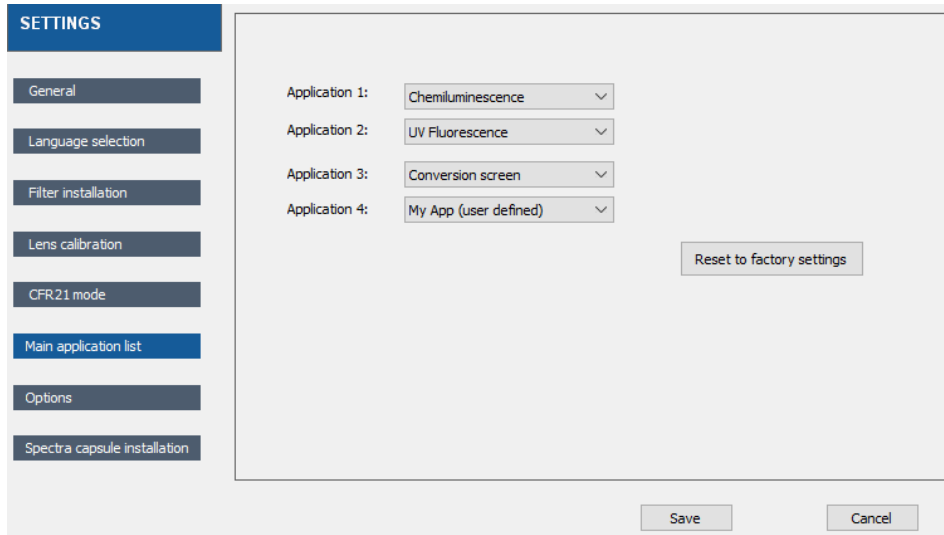 SETTINGS
General
Language selection
Filter installation
Lens calibration
CFR21 mode
Main application list
Options
Spectra capsule installation
Application 1: Chemiluminescence
Application 2: UV Fluorescence
Application 3: Conversion screen
Application 4: My App (user defined)
Reset to factory settings
Save Cancel